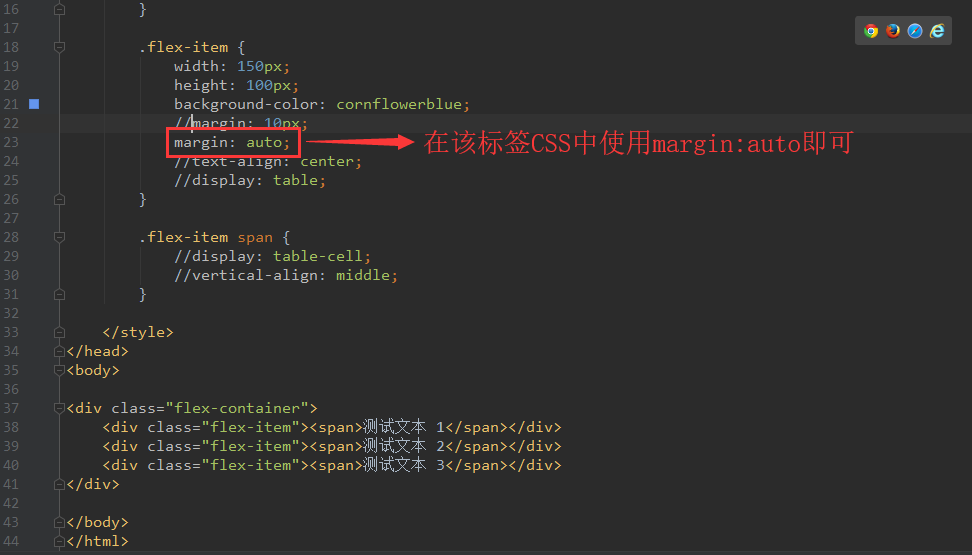 16 }
17
18 .flex-item {
19 width: 150px;
20 height: 100px;
21 background-color: cornflowerblue;
22 //margin: 10px;
23 margin: auto; 在该标签CSS中使用margin:auto即可
24 //text-align: center;
25 //display: table;
26 }
27
28 .flex-item span {
29 //display: table-cell;
30 //vertical-align: middle;
31 }
32
33 </style>
34 </head>
35 <body>
36
37 <div class="flex-container">
38 <div class="flex-item"><span>测试文本 1</span></div>
39 <div class="flex-item"><span>测试文本 2</span></div>
40 <div class="flex-item"><span>测试文本 3</span></div>
41 </div>
42
43 </body>
44 </html>